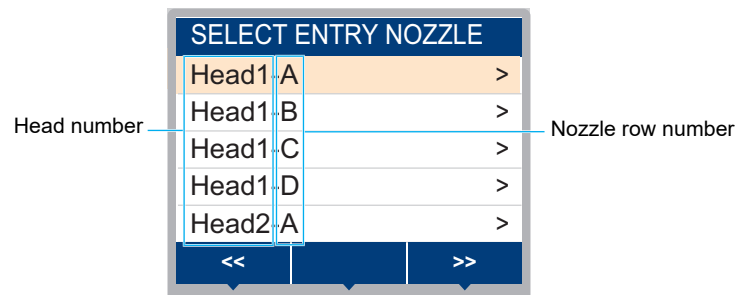 SELECT ENTRY NOZZLE
Head1-A >
Head1-B >
Head number
Nozzle row number
Head1-C >
Head1-D >
Head2-A >
<< >>